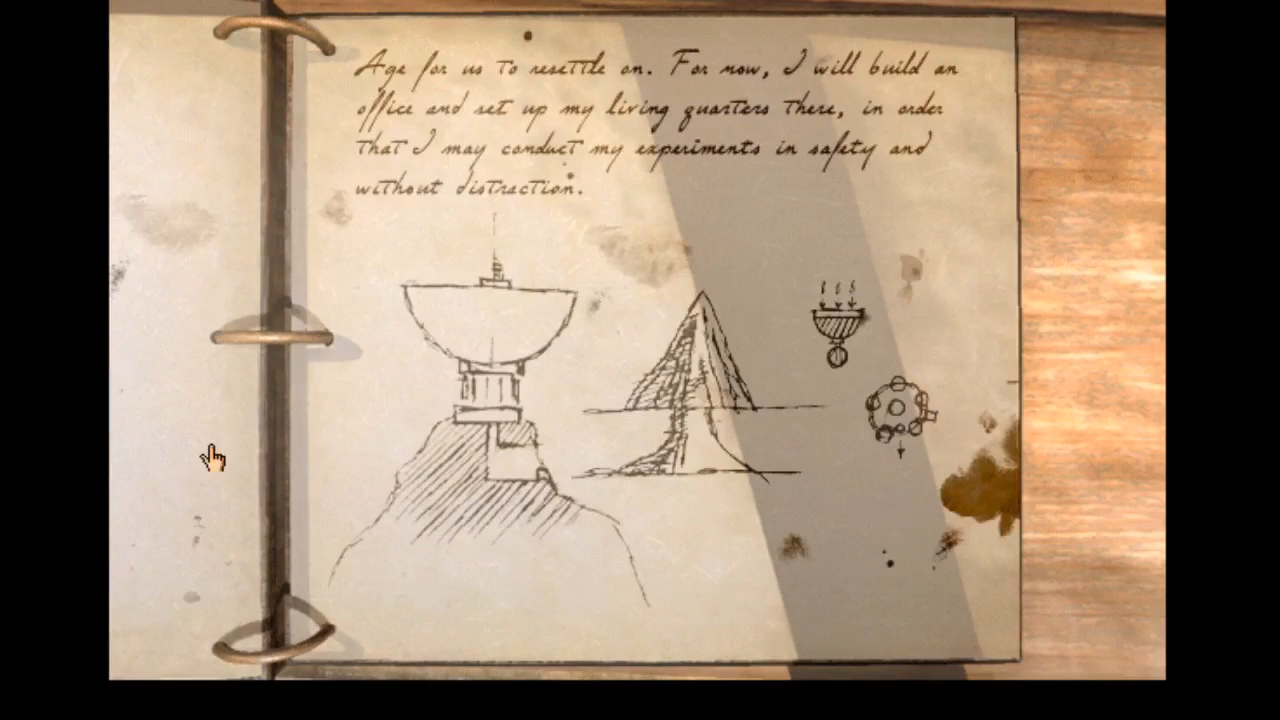 Age for us to resettle on. For now, I will build an
office and set up my living quarters there, in order
that I may conduct my experiments in safety and
without distraction.